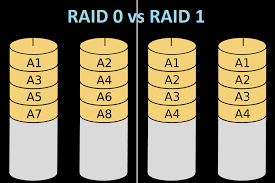 RAID 0 vs RAID 1
A1 A2 A1 A1
A3 A4 A2 A2
A5 A6 A3 A3
A7 A8 A4 A4